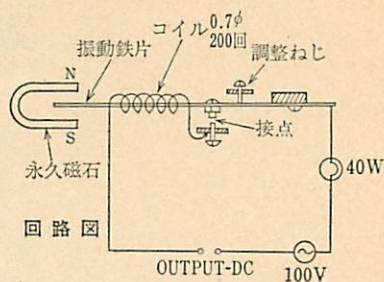 コイル 0.7φ
200回
振動鉄片
調整ねじ
N
S
接点
永久磁石
40W
回路図
OUTPUT-DC
100V